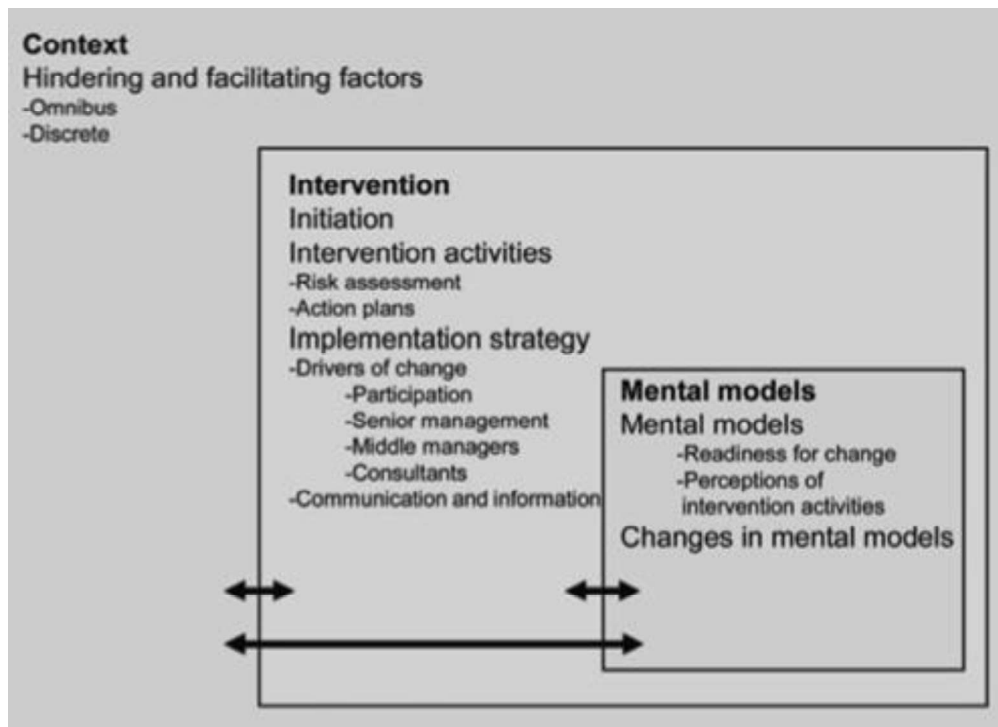 Context
Hindering and facilitating factors
-Omnibus
-Discrete
Intervention
Initiation
Intervention activities
-Risk assessment
-Action plans
Implementation strategy
-Drivers of change
-Participation
-Senior management
-Middle managers
-Consultants
-Communication and information
Mental models
Mental models
-Readiness for change
-Perceptions of
intervention activities
Changes in mental models